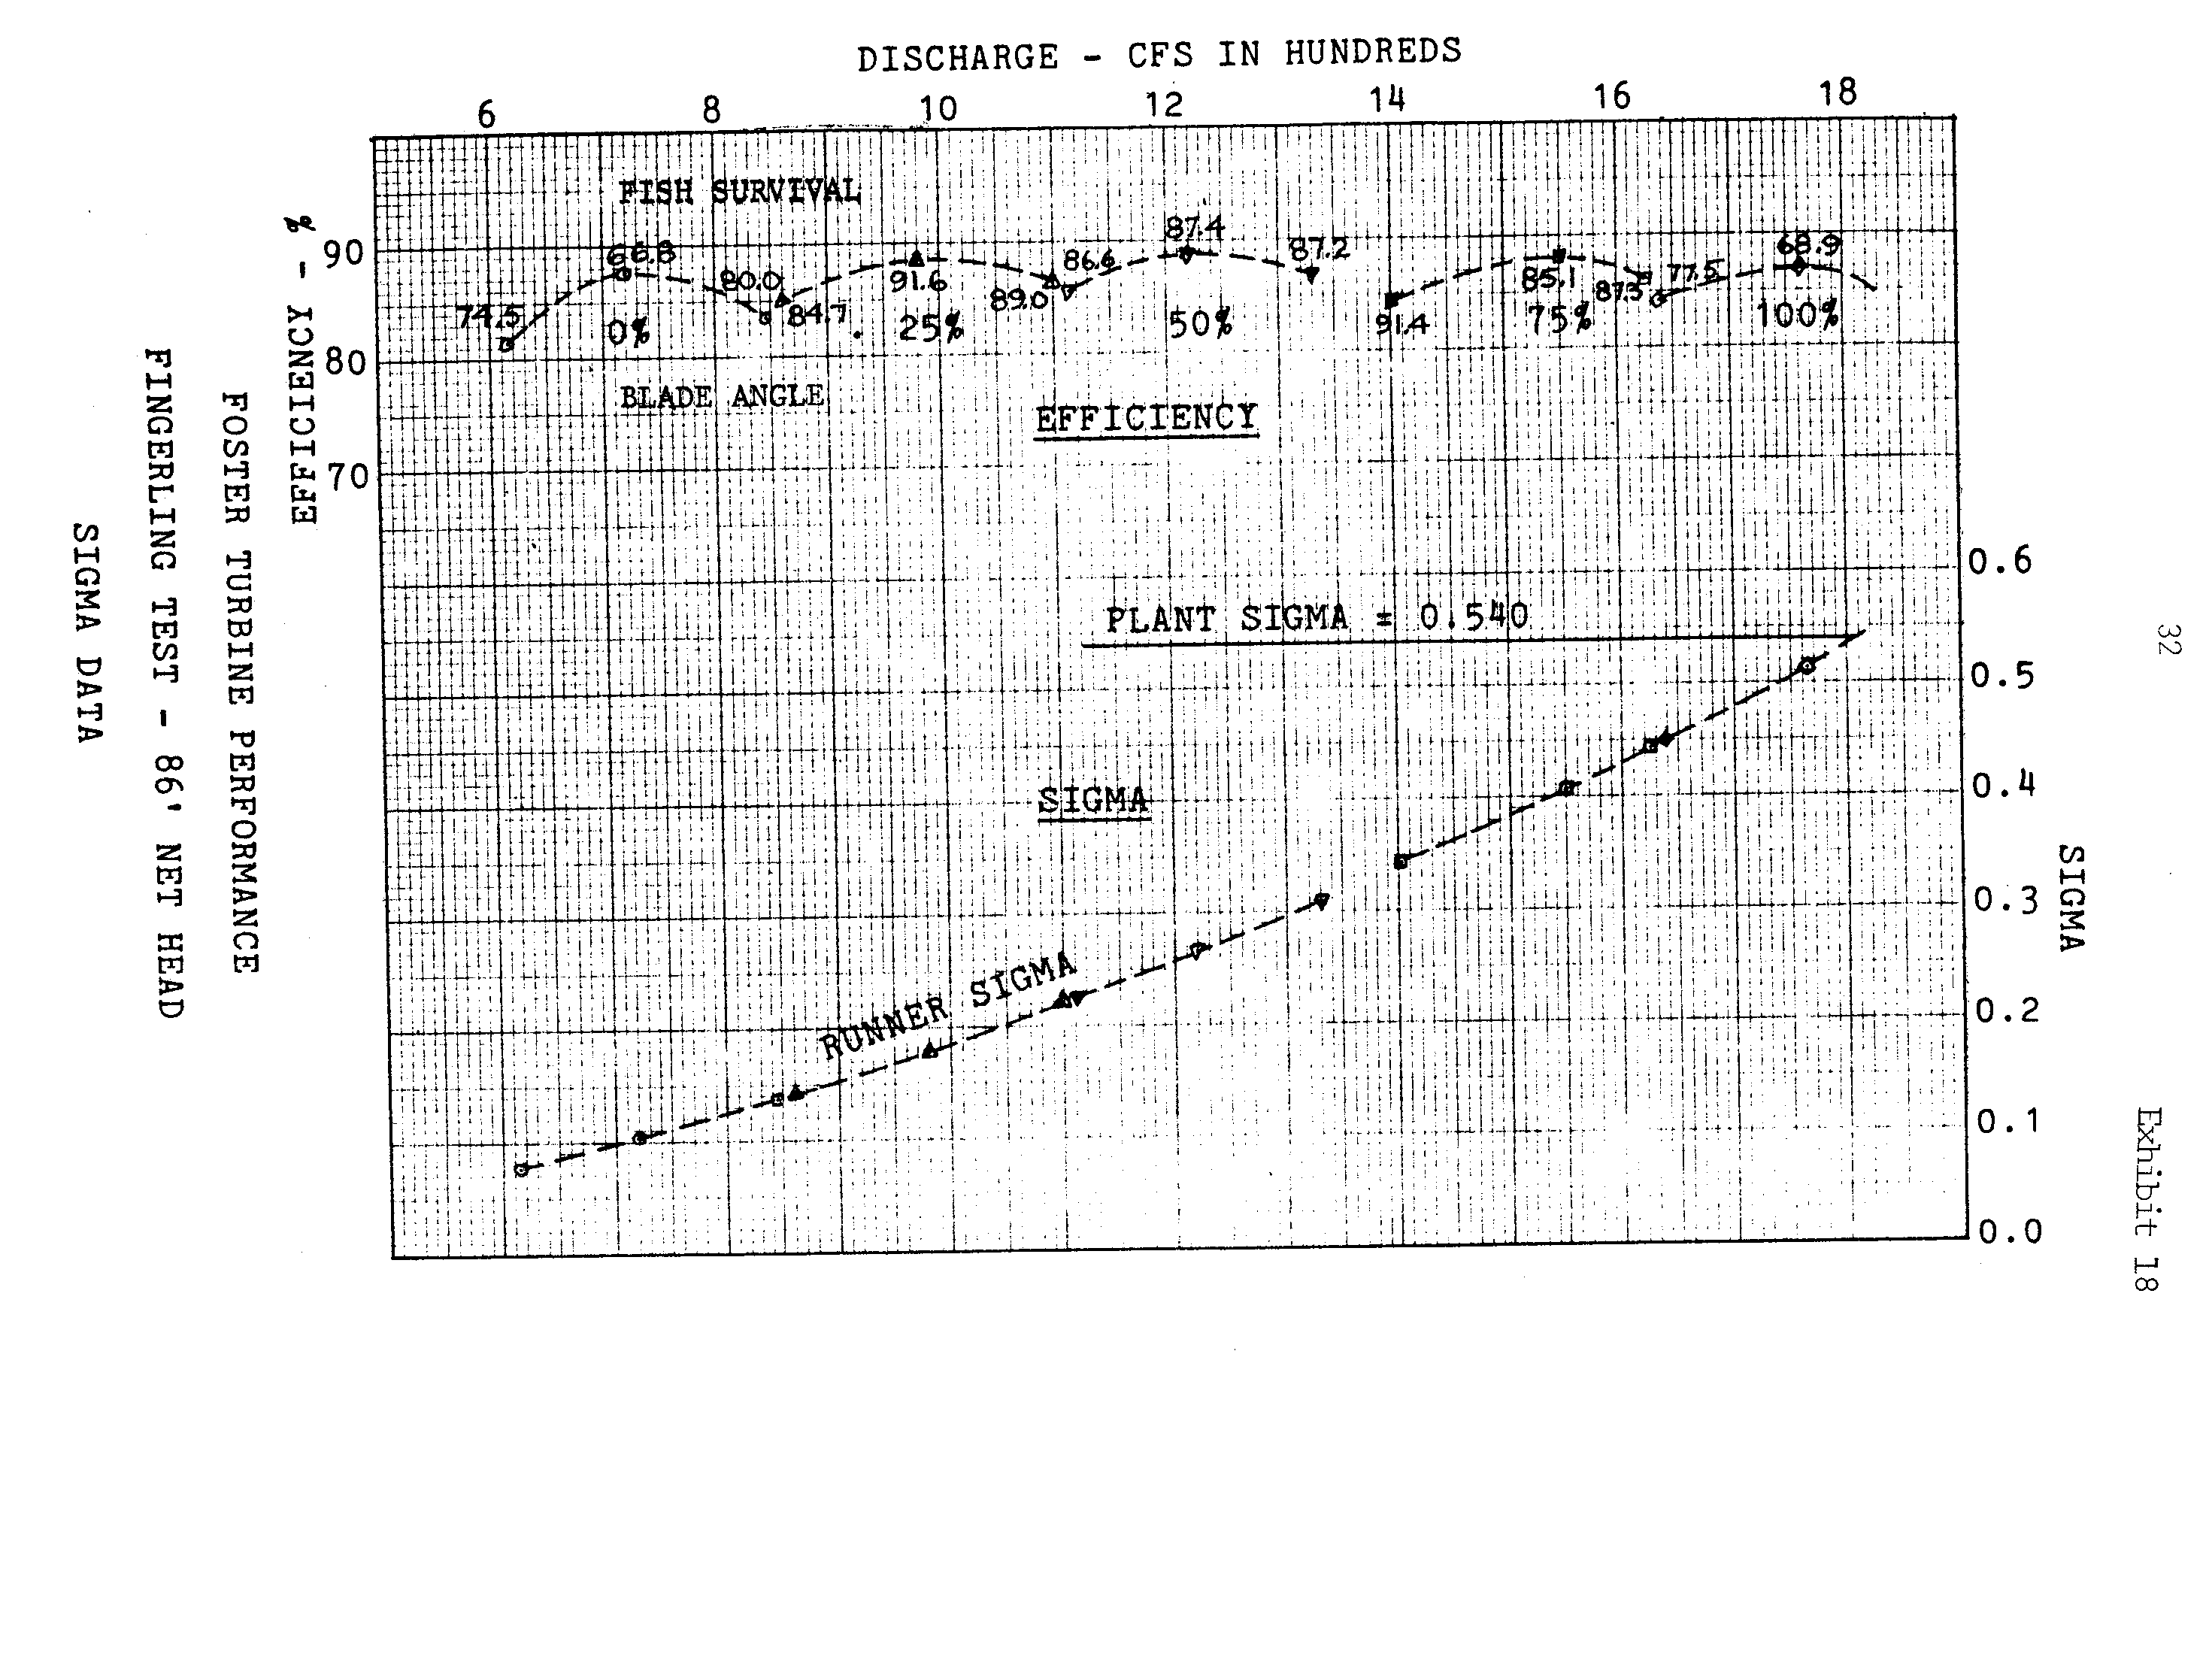 DISCHARGE - CFS IN HUNDREDS
6 8 10 12 14 16 18
FISH SURVIVAL
EFFICIENCY - %
90
80
70
74.5 66.8 80.0 84.7 91.6 89.0 86.6 87.4 87.2 91.4 85.1 87.3 77.5 68.9
0% 25% 50% 75% 100%
BLADE ANGLE
EFFICIENCY
PLANT SIGMA = 0.540
SIGMA
RUNNER SIGMA
0.6
0.5
0.4
0.3
0.2
0.1
0.0
SIGMA
FOSTER TURBINE PERFORMANCE
FINGERLING TEST - 86' NET HEAD
SIGMA DATA
32
Exhibit 18